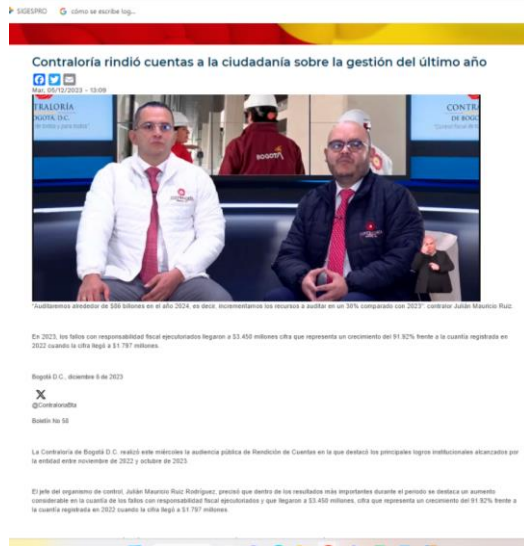 SIGESPRO cómo se escribe log...
Contraloría rindió cuentas a la ciudadanía sobre la gestión del último año
Mar, 05/12/2023 - 13:09
TRALORÍA
BOGOTÁ, D.C.
CONTR
DE BOGO
BOGOTÁ
"Auditaremos alrededor de $86 billones en el año 2024, es decir, incrementamos los recursos a auditar en un 30% comparado con 2023": contralor Julián Mauricio Ruiz.
En 2023, los fallos con responsabilidad fiscal ejecutoriados llegaron a $3.450 millones cifra que representa un crecimiento del 91.92% frente a la cuantía registrada en
2022 cuando la cifra llegó a $1.797 millones.
Bogotá D.C., diciembre 6 de 2023
X
@ContraloriaBta
Boletín No 58
La Contraloría de Bogotá D.C. realizó este miércoles la audiencia pública de Rendición de Cuentas en la que destacó los principales logros institucionales alcanzados por
la entidad entre noviembre de 2022 y octubre de 2023.
El jefe del organismo de control, Julián Mauricio Ruiz Rodríguez, precisó que dentro de los resultados más importantes durante el periodo se destaca un aumento
considerable en la cuantía de los fallos con responsabilidad fiscal ejecutoriados y que llegaron a $3.450 millones, cifra que representa un crecimiento del 91.92% frente a
la cuantía registrada en 2022 cuando la cifra llegó a $1.797 millones.